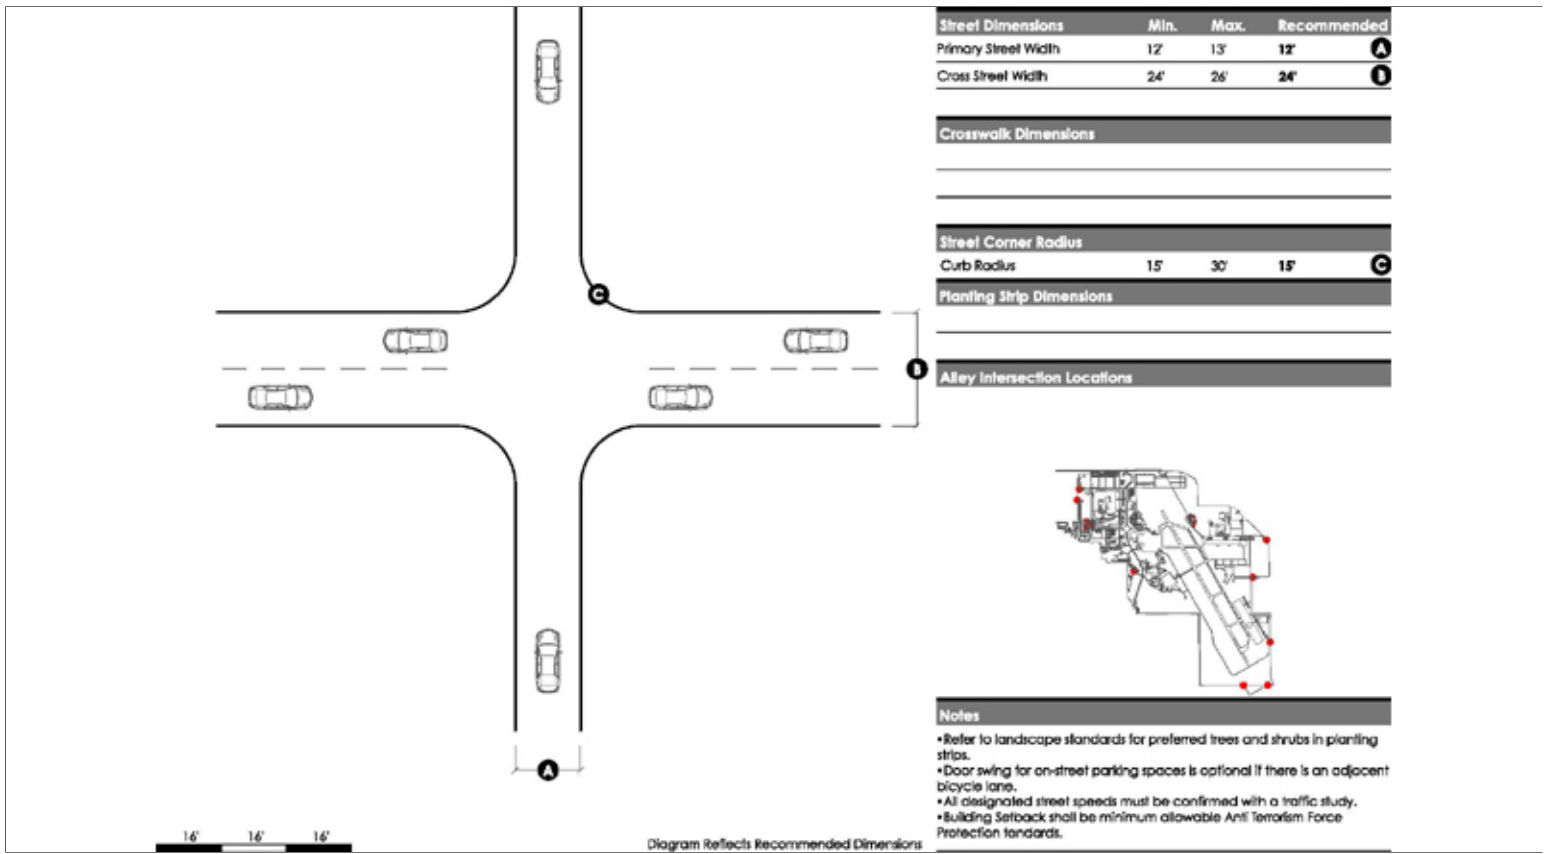 Street Dimensions Min. Max. Recommended
Primary Street Width 12' 13' 12' A
Cross Street Width 24' 26' 24' B
Crosswalk Dimensions
Street Corner Radius
Curb Radius 15' 30' 15' C
Planting Strip Dimensions
Alley Intersection Locations
Notes
•Refer to landscape standards for preferred trees and shrubs in planting
strips.
•Door swing for on-street parking spaces is optional if there is an adjacent
bicycle lane.
•All designated street speeds must be confirmed with a traffic study.
•Building Setback shall be minimum allowable Anti Terrorism Force
Protection tandards.
C
B
A
16' 16' 16'
Diagram Reflects Recommended Dimensions